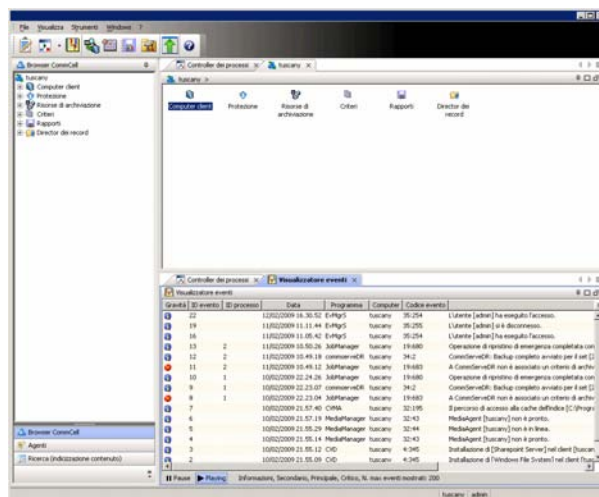 File Visualizza Strumenti Windows ?
Browser CommCell
Controller dei processi
tuscany
tuscany
Computer client
Protezione
Risorse di archiviazione
Criteri
Rapporti
Director dei record
tuscany >
Computer client
Protezione
Risorse di archiviazione
Criteri
Rapporti
Director dei record
Controller dei processi
Visualizzatore eventi
Visualizzatore eventi
Gravità ID evento ID processo Data Programma Computer Codice evento
22 12/02/2009 16.30.52 EvMgrS tuscany 35:254 L'utente [admin] ha eseguito l'accesso.
19 11/02/2009 11.11.44 EvMgrS tuscany 35:255 L'utente [admin] si è disconnesso.
16 11/02/2009 11.05.42 EvMgrS tuscany 35:254 L'utente [admin] ha eseguito l'accesso.
13 2 11/02/2009 10.50.26 JobManager tuscany 19:680 Operazione di ripristino di emergenza completata con
12 2 11/02/2009 10.49.18 commserveDR tuscany 34:2 CommServeDR: Backup completo avviato per il set [2
11 2 11/02/2009 10.49.12 JobManager tuscany 19:683 A CommServeDR non è associato un criterio di archiv
10 1 10/02/2009 22.24.26 JobManager tuscany 19:680 Operazione di ripristino di emergenza completata con
9 1 10/02/2009 22.23.07 commserveDR tuscany 34:2 CommServeDR: Backup completo avviato per il set [1
8 1 10/02/2009 22.23.04 JobManager tuscany 19:683 A CommServeDR non è associato un criterio di archiv
7 10/02/2009 21.57.40 CVMA tuscany 32:195 Il percorso di accesso alla cache dell'indice [C:\Progr
6 10/02/2009 21.57.19 MediaManager tuscany 32:43 MediaAgent [tuscany] non è pronto.
5 10/02/2009 21.55.29 MediaManager tuscany 32:44 MediaAgent [tuscany] non è in linea.
4 10/02/2009 21.55.14 MediaManager tuscany 32:43 MediaAgent [tuscany] non è pronto.
3 10/02/2009 21.55.12 CVD tuscany 4:345 Installazione di [Sharepoint Server] nel client [tuscan
2 10/02/2009 21.55.09 CVD tuscany 4:345 Installazione di [Windows File System] nel client [tusc
Browser CommCell
Agenti
Ricerca (indicizzazione contenuto)
Pause Playing Informazioni, Secondario, Principale, Critico, N. max eventi mostrati: 200
tuscany admin